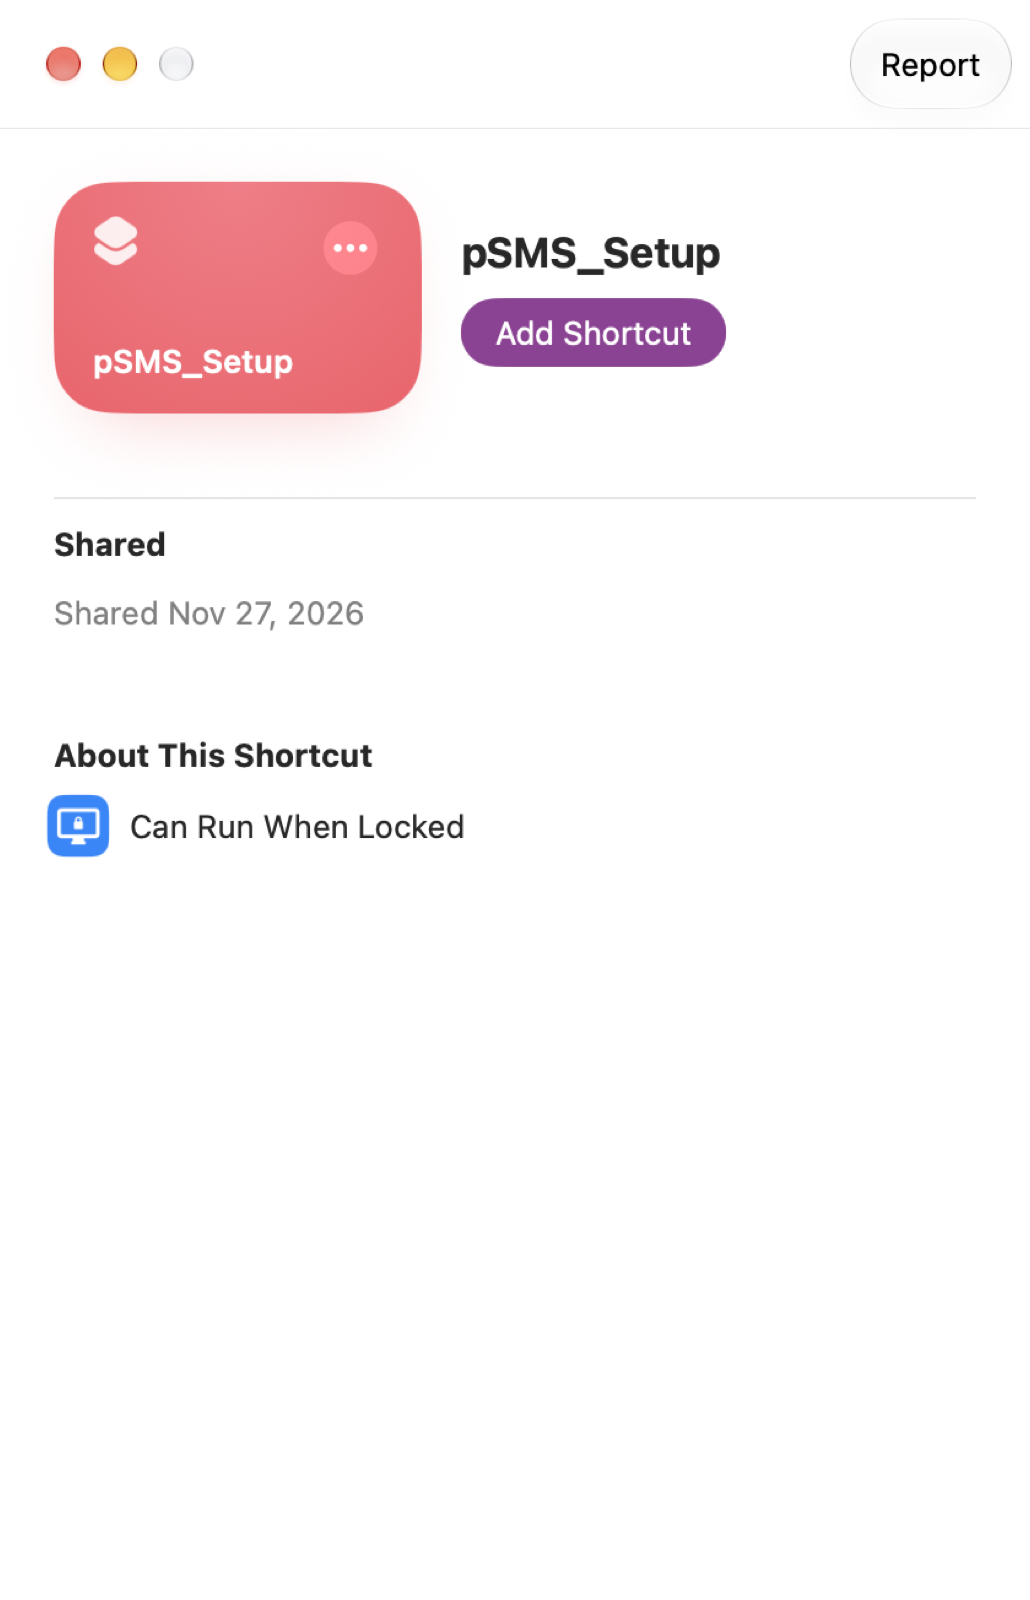 Report
pSMS_Setup
pSMS_Setup
Add Shortcut
Shared
Shared Nov 27, 2026
About This Shortcut
Can Run When Locked